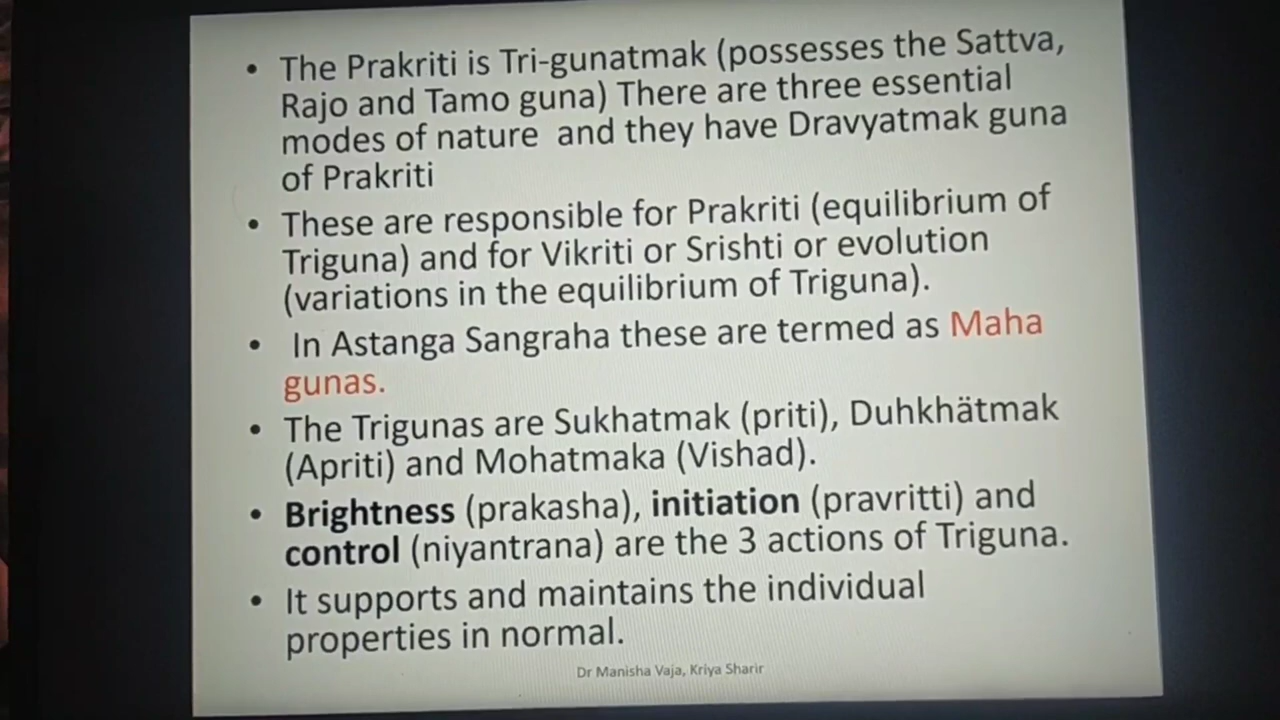 • The Prakriti is Tri-gunatmak (possesses the Sattva,
Rajo and Tamo guna) There are three essential
modes of nature and they have Dravyatmak guna
of Prakriti
• These are responsible for Prakriti (equilibrium of
Triguna) and for Vikriti or Srishti or evolution
(variations in the equilibrium of Triguna).
• In Astanga Sangraha these are termed as Maha
gunas.
• The Trigunas are Sukhatmak (priti), Duhkhätmak
(Apriti) and Mohatmaka (Vishad).
• Brightness (prakasha), initiation (pravritti) and
control (niyantrana) are the 3 actions of Triguna.
• It supports and maintains the individual
properties in normal.
Dr Manisha Vaja, Kriya Sharir